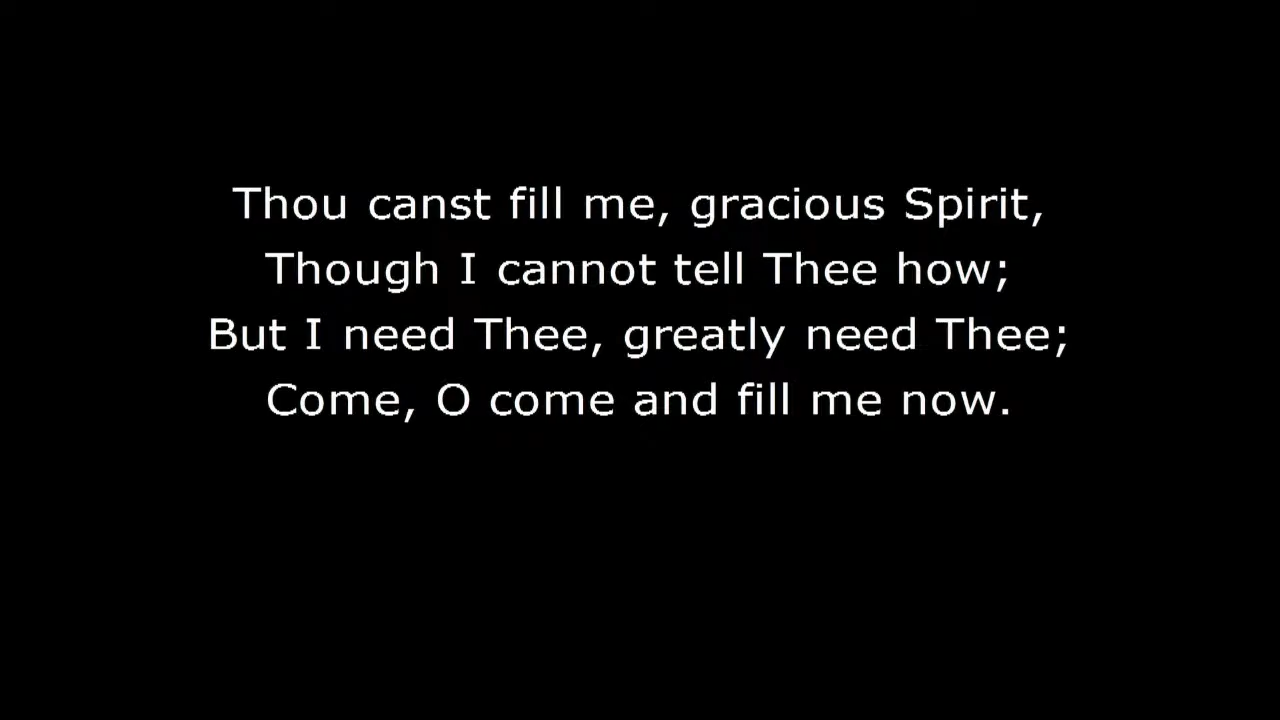 Thou canst fill me, gracious Spirit,
Though I cannot tell Thee how;
But I need Thee, greatly need Thee;
Come, O come and fill me now.